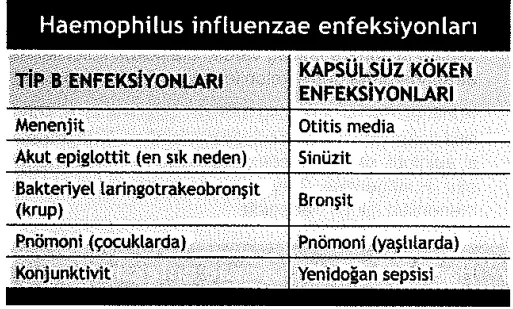 Haemophilus influenzae enfeksiyonları
TİP B ENFEKSİYONLARI
KAPSÜLSÜZ KÖKEN
ENFEKSİYONLARI
Menenjit
Otitis media
Akut epiglottit (en sık neden)
Sinüzit
Bakteriyel laringotrakeobronşit
(krup)
Bronşit
Pnömoni (çocuklarda)
Pnömoni (yaşlılarda)
Konjunktivit
Yenidoğan sepsisi